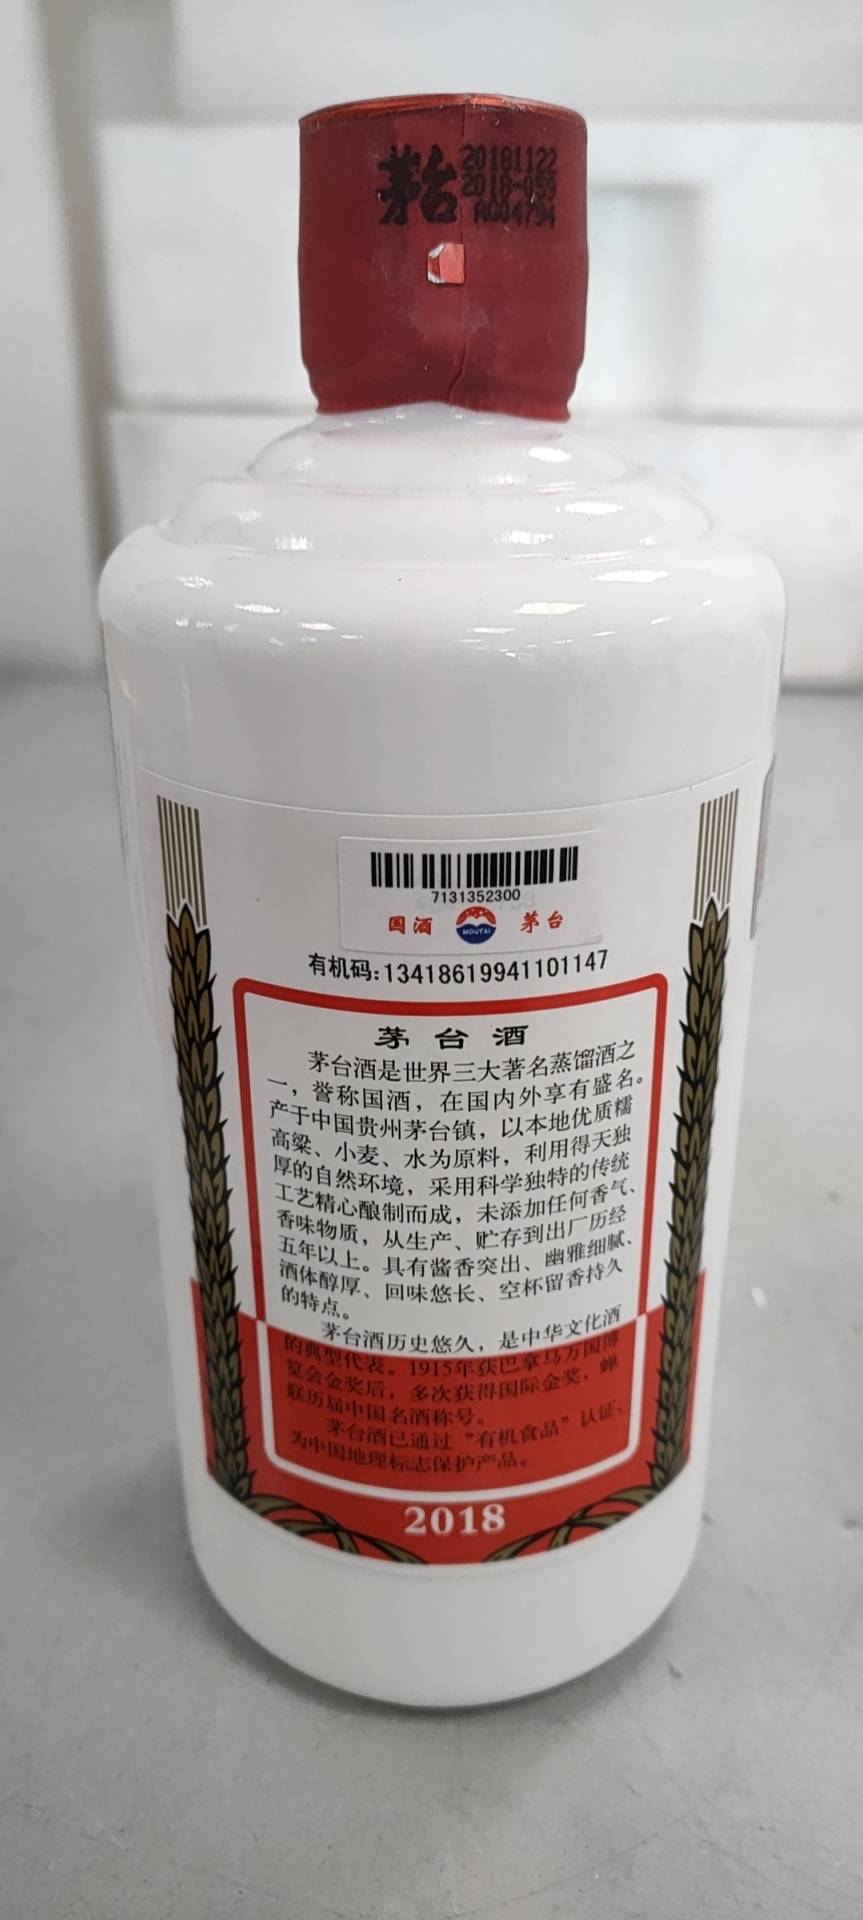 茅台
20181122
2018-059
AG04794
7131352300
国酒
MOUTAI
茅台
有机码:13418619941101147
茅台酒
茅台酒是世界三大著名蒸馏酒之
一，誉称国酒，在国内外享有盛名。
产于中国贵州茅台镇，以本地优质糯
高粱、小麦、水为原料，利用得天独
厚的自然环境，采用科学独特的传统
工艺精心酿制而成，未添加任何香气、
香味物质，从生产、贮存到出厂历经
五年以上。具有酱香突出、幽雅细腻、
酒体醇厚、回味悠长、空杯留香持久
的特点。
茅台酒历史悠久，是中华文化酒
的典型代表。1915年获巴拿马万国博
览会金奖后，多次获得国际金奖，蝉
联历届中国名酒称号。
茅台酒已通过“有机食品”认证，
为中国地理标志保护产品。
2018